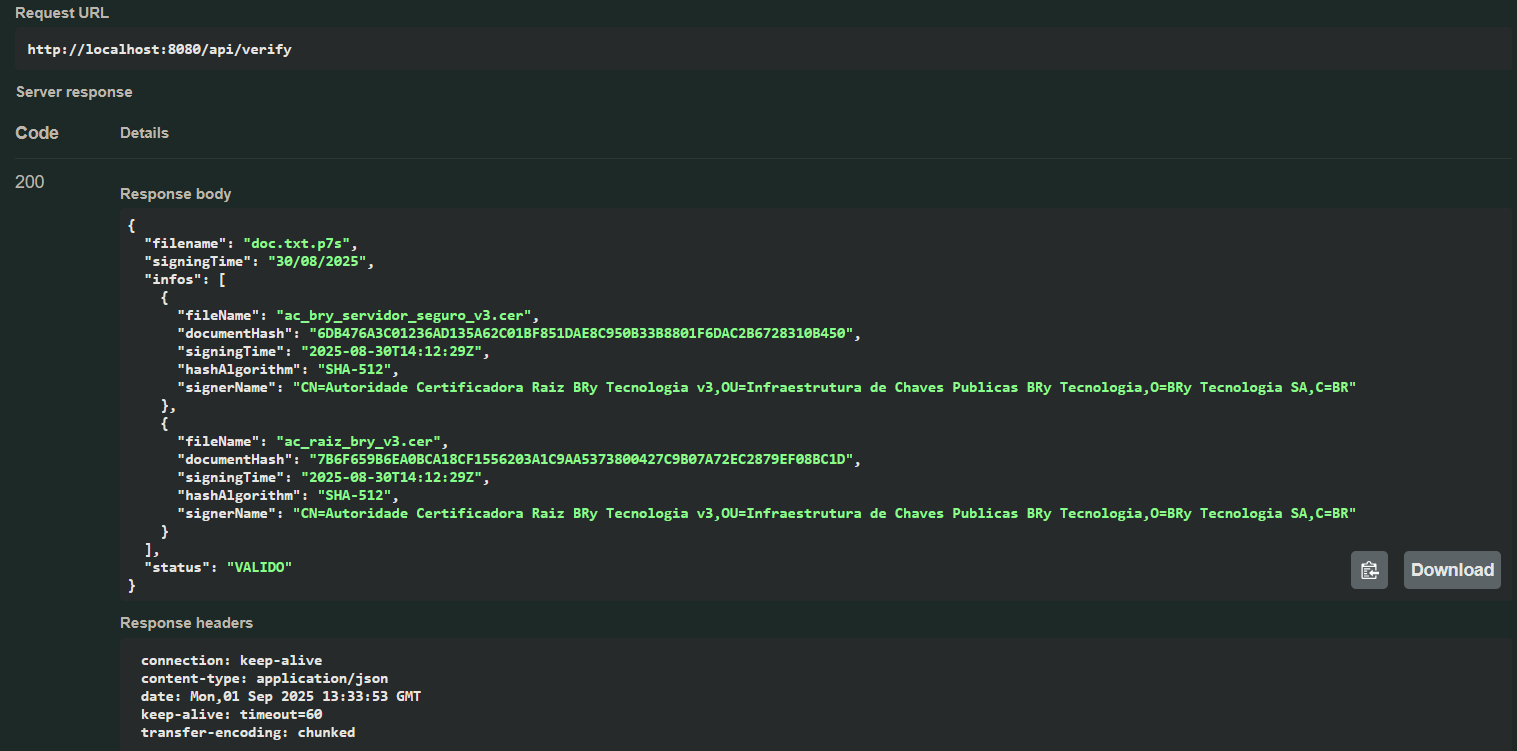 Request URL
http://localhost:8080/api/verify
Server response
Code Details
200
Response body
{
"filename": "doc.txt.p7s",
"signingTime": "30/08/2025",
"infos": [
{
"fileName": "ac_bry_servidor_seguro_v3.cer",
"documentHash": "6DB476A3C01236AD135A62C01BF851DAE8C950B33B8801F6DAC2B6728310B450",
"signingTime": "2025-08-30T14:12:29Z",
"hashAlgorithm": "SHA-512",
"signerName": "CN=Autoridade Certificadora Raiz BRy Tecnologia v3,OU=Infraestrutura de Chaves Publicas BRy Tecnologia,O=BRy Tecnologia SA,C=BR"
},
{
"fileName": "ac_raiz_bry_v3.cer",
"documentHash": "7B6F659B6EA0BCA18CF1556203A1C9AA5373800427C9B07A72EC2879EF08BC1D",
"signingTime": "2025-08-30T14:12:29Z",
"hashAlgorithm": "SHA-512",
"signerName": "CN=Autoridade Certificadora Raiz BRy Tecnologia v3,OU=Infraestrutura de Chaves Publicas BRy Tecnologia,O=BRy Tecnologia SA,C=BR"
}
],
"status": "VALIDO"
}
Download
Response headers
connection: keep-alive
content-type: application/json
date: Mon,01 Sep 2025 13:33:53 GMT
keep-alive: timeout=60
transfer-encoding: chunked